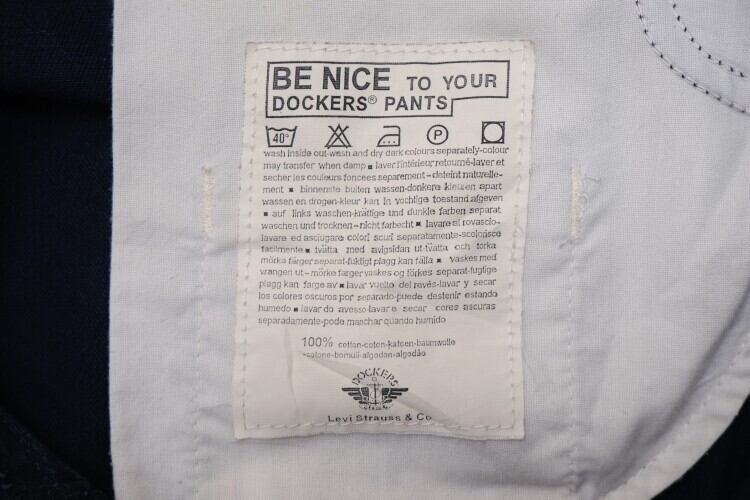 BE NICE TO YOUR
DOCKERS® PANTS
40° P
wash inside out-wash and dry dark colours separately-colour
may transfer when damp ■ laver l'intérieur retourné-laver et
secher les couleurs foncees separement-deteint naturelle-
ment ■ binnenste buiten wassen-donkere kleuren apart
wassen en drogen-kleur kan in vochtige toestand afgeven
■ auf links waschen-kräftige und dunkle farben separat
waschen und trocknen-nicht farbecht ■ lavare al rovescio-
lavare ed asciugare colori scuri separatamente-scolorisce
facilmente ■ tvätta med avigsidan ut-tvätta och torka
mörka färger separat-fuktigt plagg kan fälla ■ vaskes med
vrangen ut-mörke farger vaskes og förkes separat-fugtige
plagg kan farge av ■ lavar vuelto del revés-lavar y secar
los colores oscuros por separado-puede destenir estando
humedo ■ lavar do avesso-lavar e secar cores escuras
separadamente-pode manchar quando humido
100% cotton-coton-katoen-baumwolle
-cotone-bomull-algodon-algodão
DOCKERS
Levi Strauss & Co